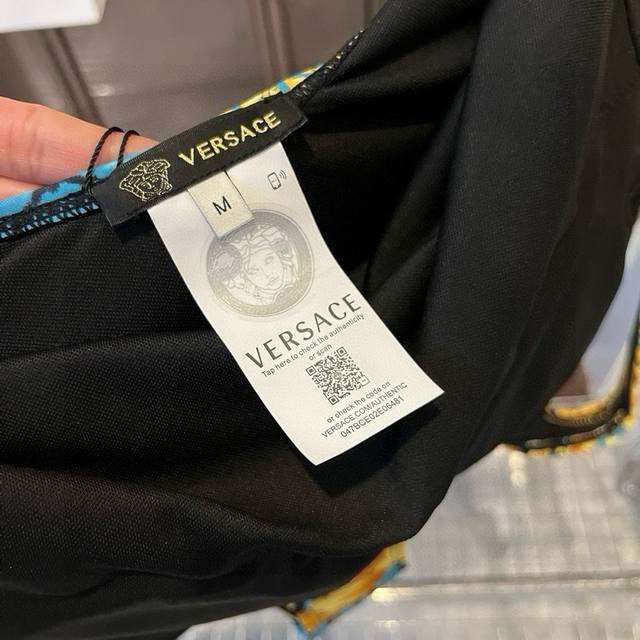 VERSACE
M
VERSACE
Tap here to check the authenticity
or scan
or check the code on
VERSACE.COM/AUTHENTIC
047BCE02E06481